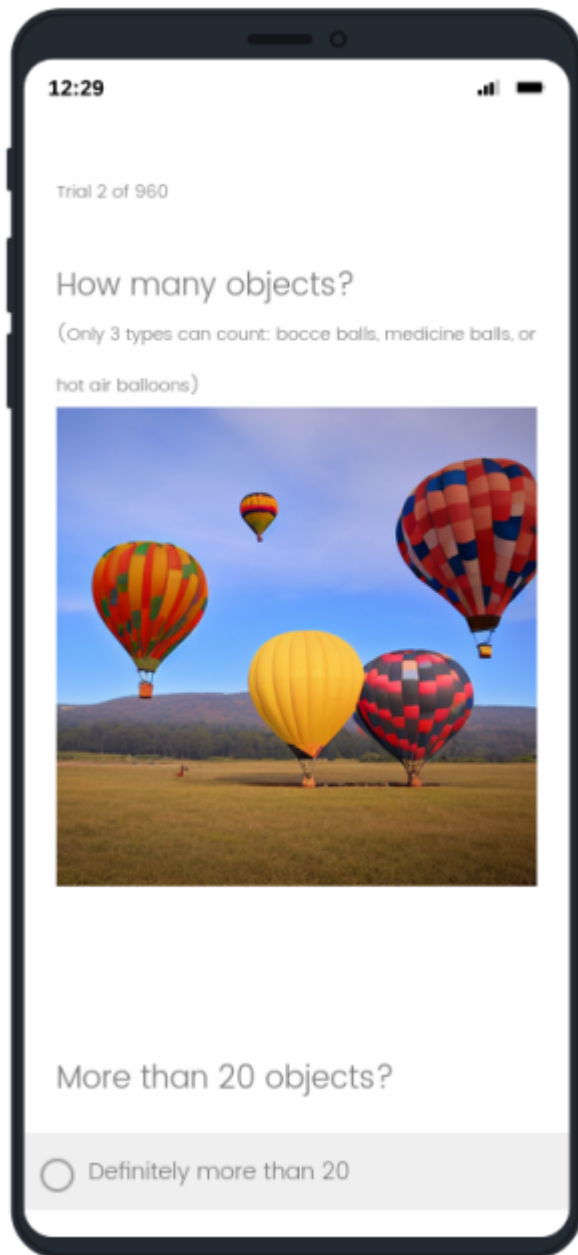 12:29
Trial 2 of 960
How many objects?
(Only 3 types can count: bocce balls, medicine balls, or
hot air balloons)
More than 20 objects?
Definitely more than 20